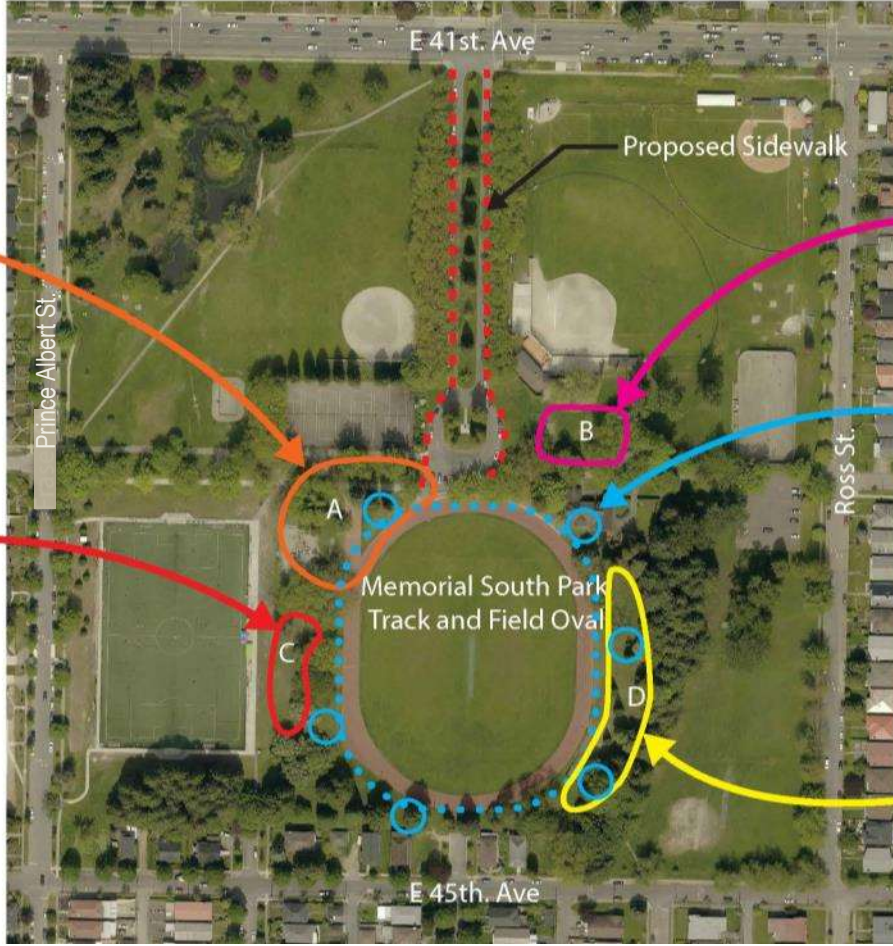 E 41st. Ave
Proposed Sidewalk
Prince Albert St.
B
Ross St.
A
Memorial South Park
Track and Field Oval
C
D
E 45th. Ave